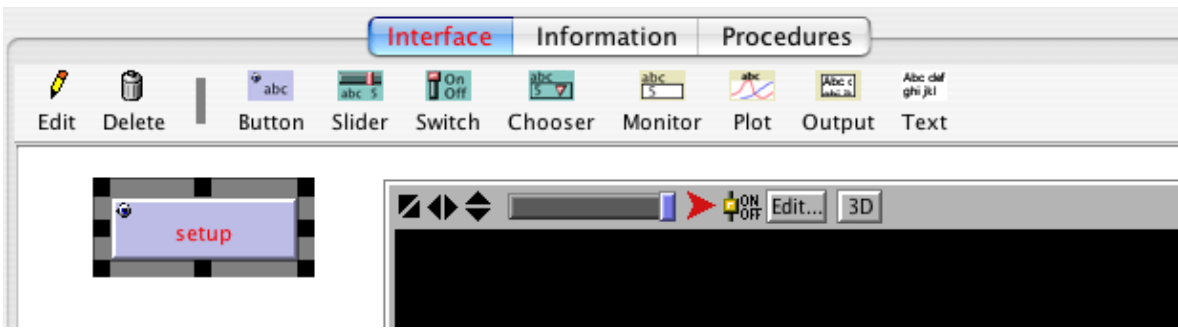 Interface Information Procedures
abc abc 5 On Off abc 5 abc 5 abc Abc def ghi jkl
Edit Delete Button Slider Switch Chooser Monitor Plot Output Text
setup
ON OFF Edit... 3D